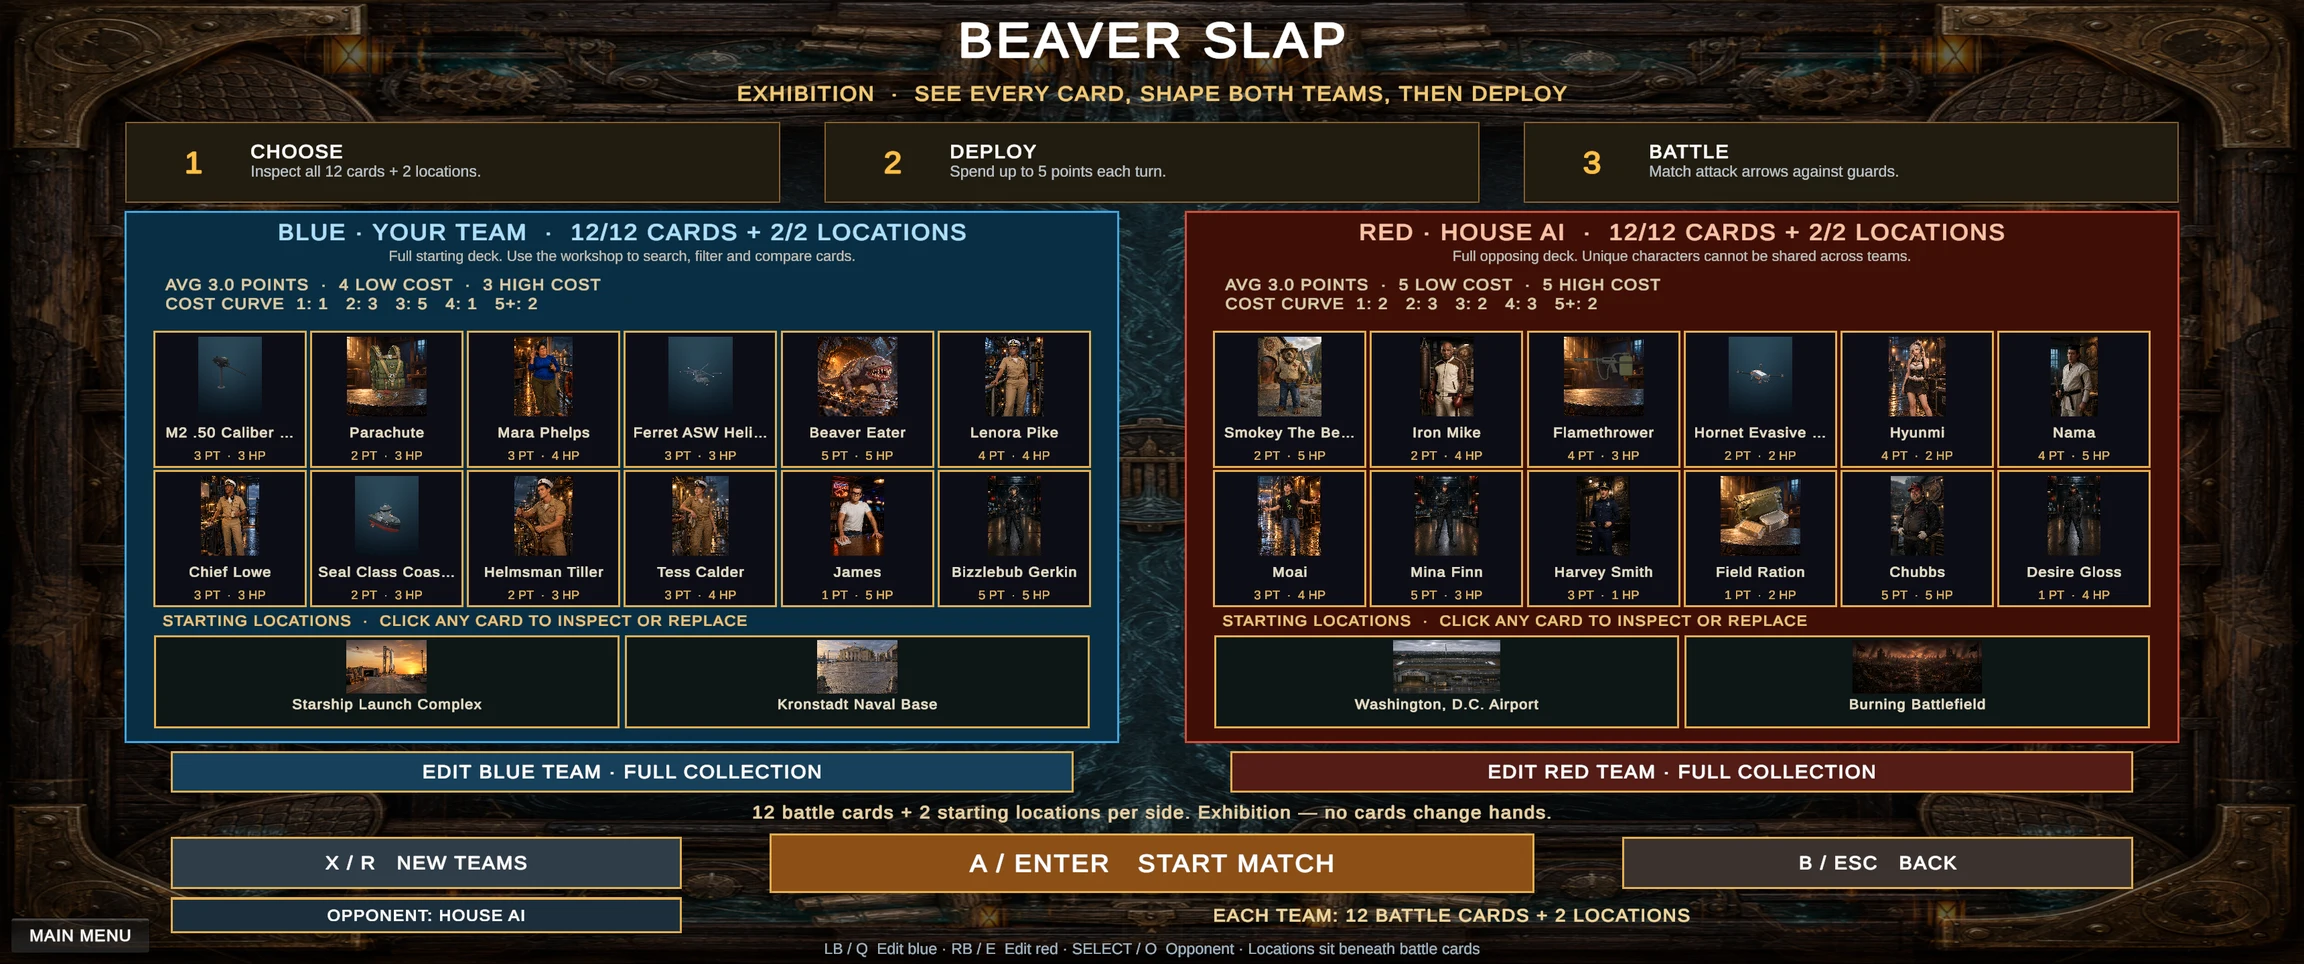 BEAVER SLAP
EXHIBITION · SEE EVERY CARD, SHAPE BOTH TEAMS, THEN DEPLOY
1
CHOOSE
Inspect all 12 cards + 2 locations.
2
DEPLOY
Spend up to 5 points each turn.
3
BATTLE
Match attack arrows against guards.
BLUE · YOUR TEAM · 12/12 CARDS + 2/2 LOCATIONS
Full starting deck. Use the workshop to search, filter and compare cards.
AVG 3.0 POINTS · 4 LOW COST · 3 HIGH COST
COST CURVE 1: 1 2: 3 3: 5 4: 1 5+: 2
M2 .50 Caliber ...
3 PT · 3 HP
Parachute
2 PT · 3 HP
Mara Phelps
3 PT · 4 HP
Ferret ASW Heli...
3 PT · 3 HP
Beaver Eater
5 PT · 5 HP
Lenora Pike
4 PT · 4 HP
Chief Lowe
3 PT · 3 HP
Seal Class Coas...
2 PT · 3 HP
Helmsman Tiller
2 PT · 3 HP
Tess Calder
3 PT · 4 HP
James
1 PT · 5 HP
Bizzlebub Gerkin
5 PT · 5 HP
STARTING LOCATIONS · CLICK ANY CARD TO INSPECT OR REPLACE
Starship Launch Complex
Kronstadt Naval Base
RED · HOUSE AI · 12/12 CARDS + 2/2 LOCATIONS
Full opposing deck. Unique characters cannot be shared across teams.
AVG 3.0 POINTS · 5 LOW COST · 5 HIGH COST
COST CURVE 1: 2 2: 3 3: 2 4: 3 5+: 2
Smokey The Be...
2 PT · 5 HP
Iron Mike
2 PT · 4 HP
Flamethrower
4 PT · 3 HP
Hornet Evasive ...
2 PT · 2 HP
Hyunmi
4 PT · 2 HP
Nama
4 PT · 5 HP
Moai
3 PT · 4 HP
Mina Finn
5 PT · 3 HP
Harvey Smith
3 PT · 1 HP
Field Ration
1 PT · 2 HP
Chubbs
5 PT · 5 HP
Desire Gloss
1 PT · 4 HP
STARTING LOCATIONS · CLICK ANY CARD TO INSPECT OR REPLACE
Washington, D.C. Airport
Burning Battlefield
EDIT BLUE TEAM · FULL COLLECTION
EDIT RED TEAM · FULL COLLECTION
12 battle cards + 2 starting locations per side. Exhibition — no cards change hands.
X / R NEW TEAMS
A / ENTER START MATCH
B / ESC BACK
OPPONENT: HOUSE AI
EACH TEAM: 12 BATTLE CARDS + 2 LOCATIONS
MAIN MENU
LB / Q Edit blue · RB / E Edit red · SELECT / O Opponent · Locations sit beneath battle cards